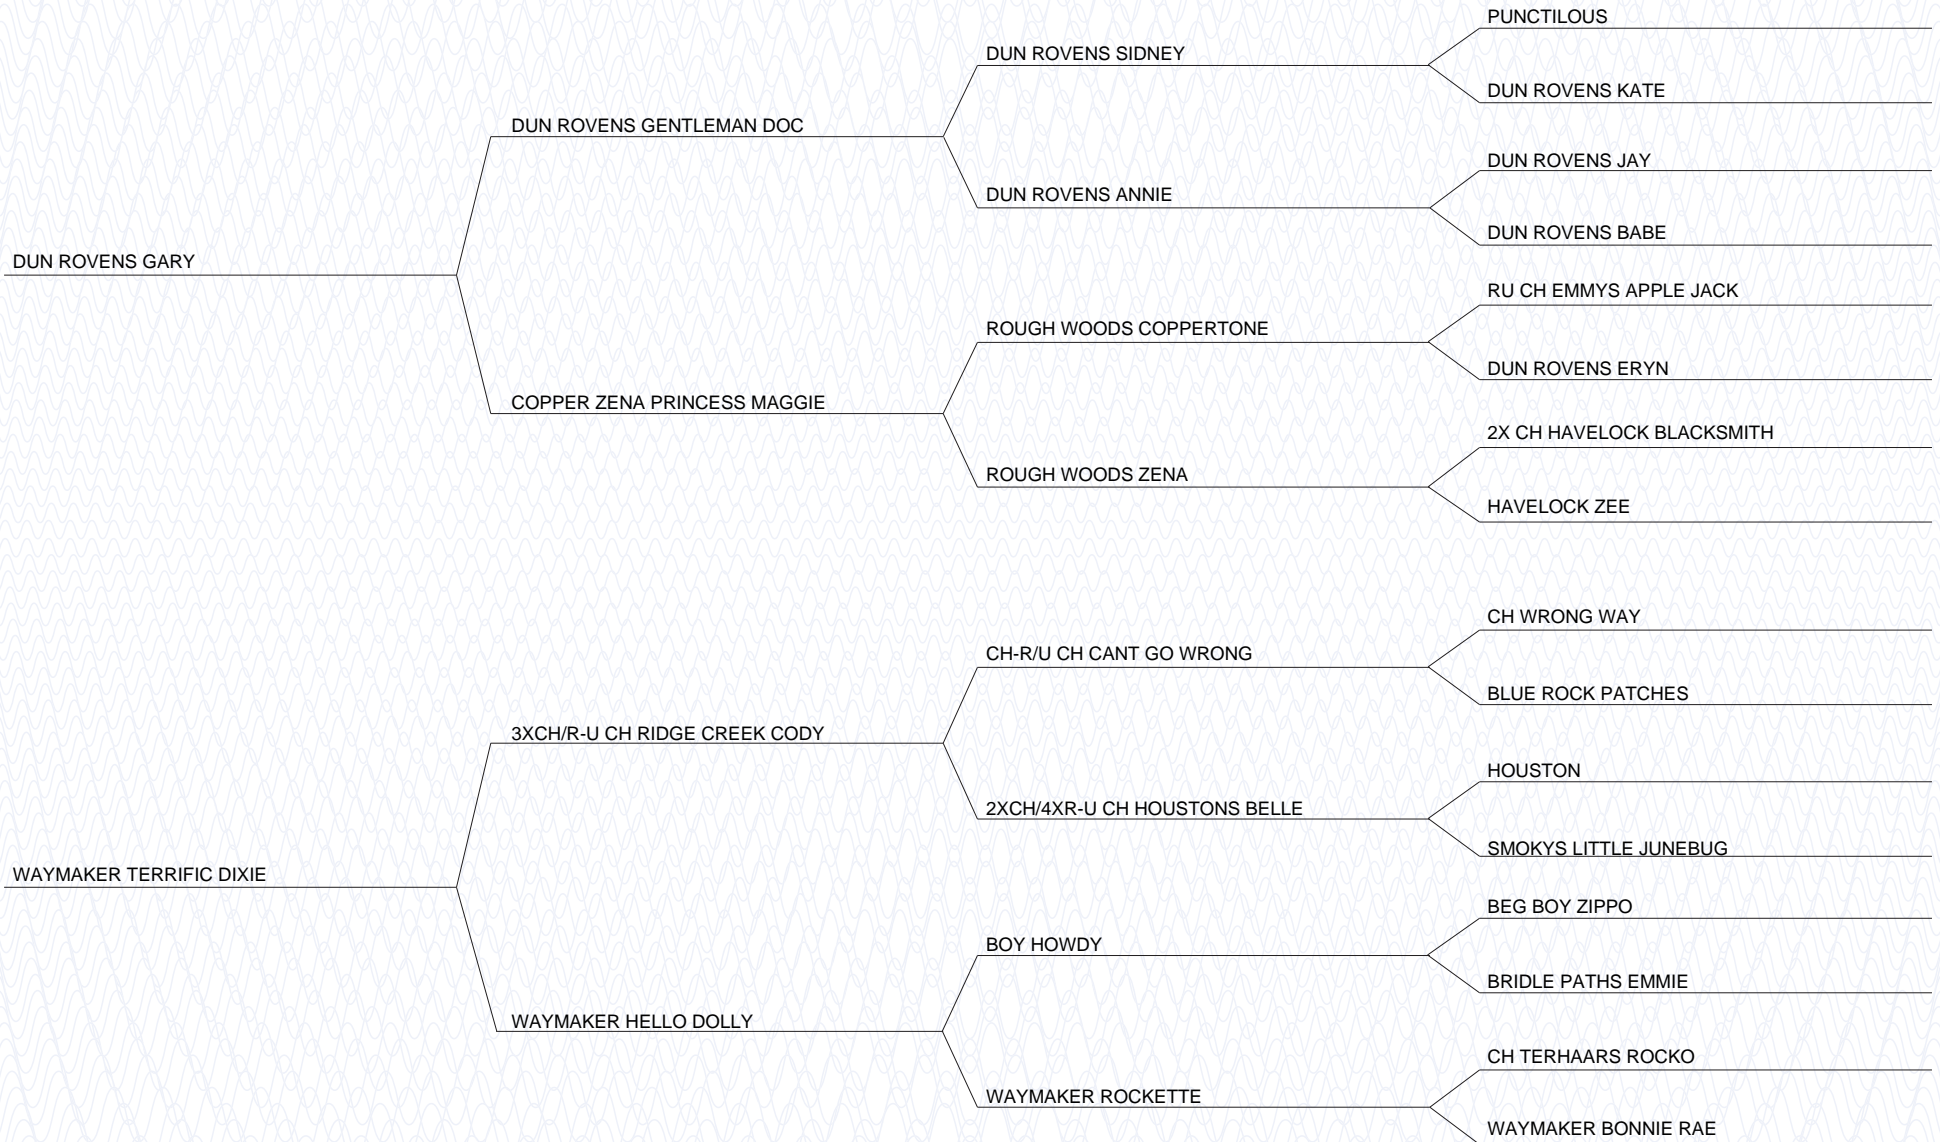 PUNCTILOUS
DUN ROVENS SIDNEY
DUN ROVENS KATE
DUN ROVENS GENTLEMAN DOC
DUN ROVENS JAY
DUN ROVENS ANNIE
DUN ROVENS BABE
DUN ROVENS GARY
RU CH EMMYS APPLE JACK
ROUGH WOODS COPPERTONE
DUN ROVENS ERYN
COPPER ZENA PRINCESS MAGGIE
2X CH HAVELOCK BLACKSMITH
ROUGH WOODS ZENA
HAVELOCK ZEE
CH WRONG WAY
CH-R/U CH CANT GO WRONG
BLUE ROCK PATCHES
3XCH/R-U CH RIDGE CREEK CODY
HOUSTON
2XCH/4XR-U CH HOUSTONS BELLE
SMOKYS LITTLE JUNEBUG
WAYMAKER TERRIFIC DIXIE
BEG BOY ZIPPO
BOY HOWDY
BRIDLE PATHS EMMIE
WAYMAKER HELLO DOLLY
CH TERHAARS ROCKO
WAYMAKER ROCKETTE
WAYMAKER BONNIE RAE